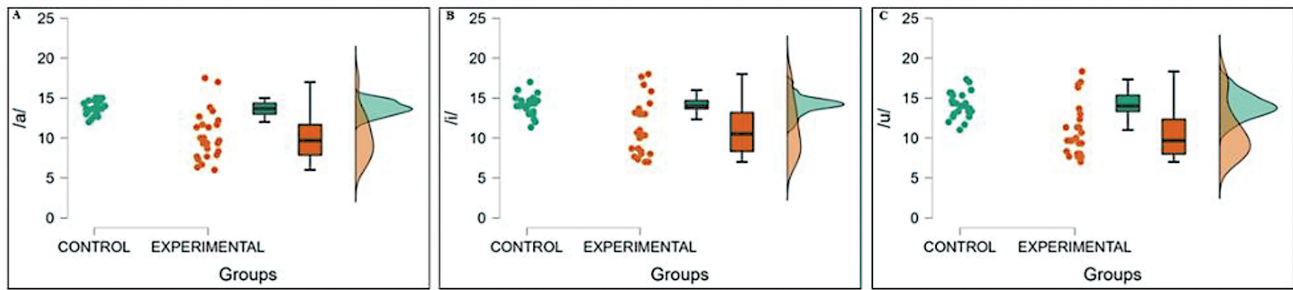 A
/a/
25
20
15
10
5
0
CONTROL EXPERIMENTAL
Groups
B
/i/
25
20
15
10
5
0
CONTROL EXPERIMENTAL
Groups
C
/u/
25
20
15
10
5
0
CONTROL EXPERIMENTAL
Groups